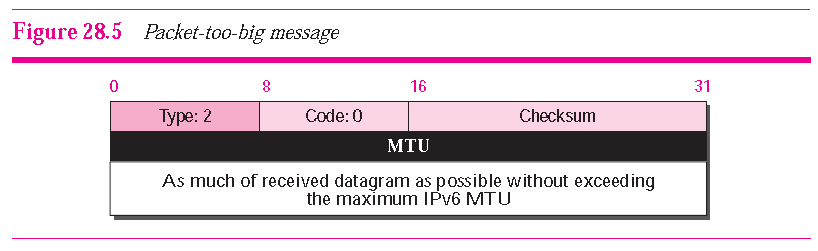 Figure 28.5 Packet-too-big message
0 8 16 31
Type: 2 Code: 0 Checksum
MTU
As much of received datagram as possible without exceeding
the maximum IPv6 MTU